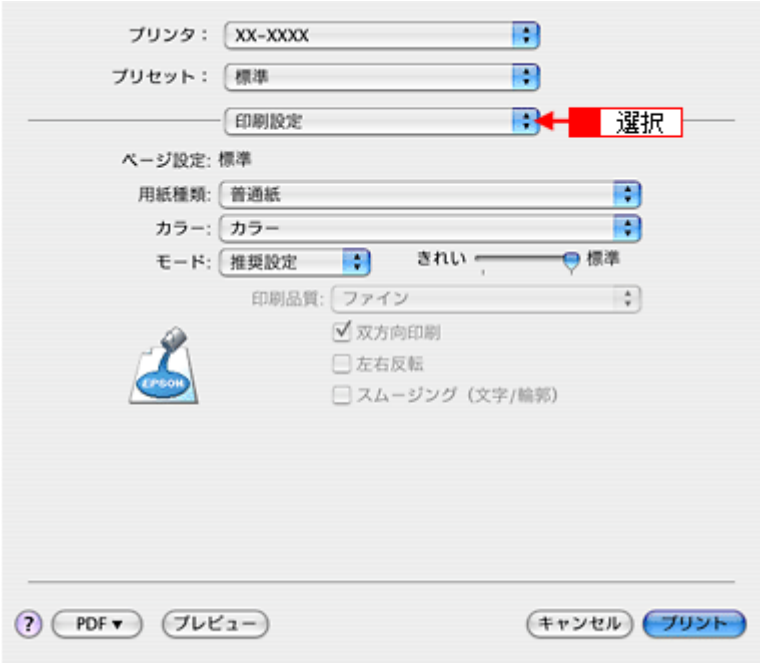 プリンタ： XX-XXXX
プリセット： 標準
印刷設定 選択
ページ設定: 標準
用紙種類: 普通紙
カラー: カラー
モード: 推奨設定 きれい 標準
印刷品質: ファイン
双方向印刷
左右反転
スムージング（文字/輪郭）
EPSON
? PDF▼ プレビュー キャンセル プリント